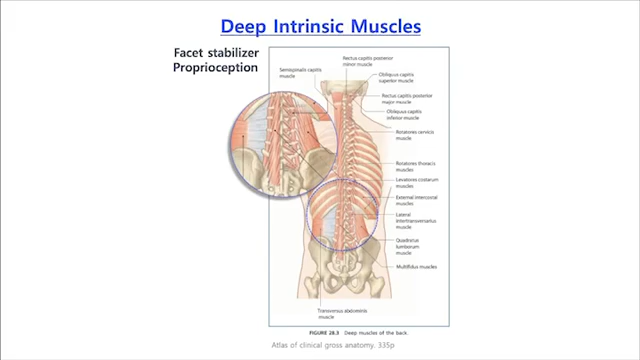 Deep Intrinsic Muscles
Facet stabilizer
Proprioception
Rectus capitis posterior
minor muscle
Semispinalis capitis
muscle
Obliquus capitis
superior muscle
Rectus capitis posterior
major muscle
Obliquus capitis
inferior muscle
Rotatores cervicis
muscle
Rotatores thoracis
muscles
Levatores costarum
muscles
External intercostal
muscles
Lateral
intertransversarius
muscle
Quadratus
lumborum
muscle
Multifidus muscles
Transversus abdominis
muscle
FIGURE 28.3 Deep muscles of the back.
Atlas of clinical gross anatomy. 335p